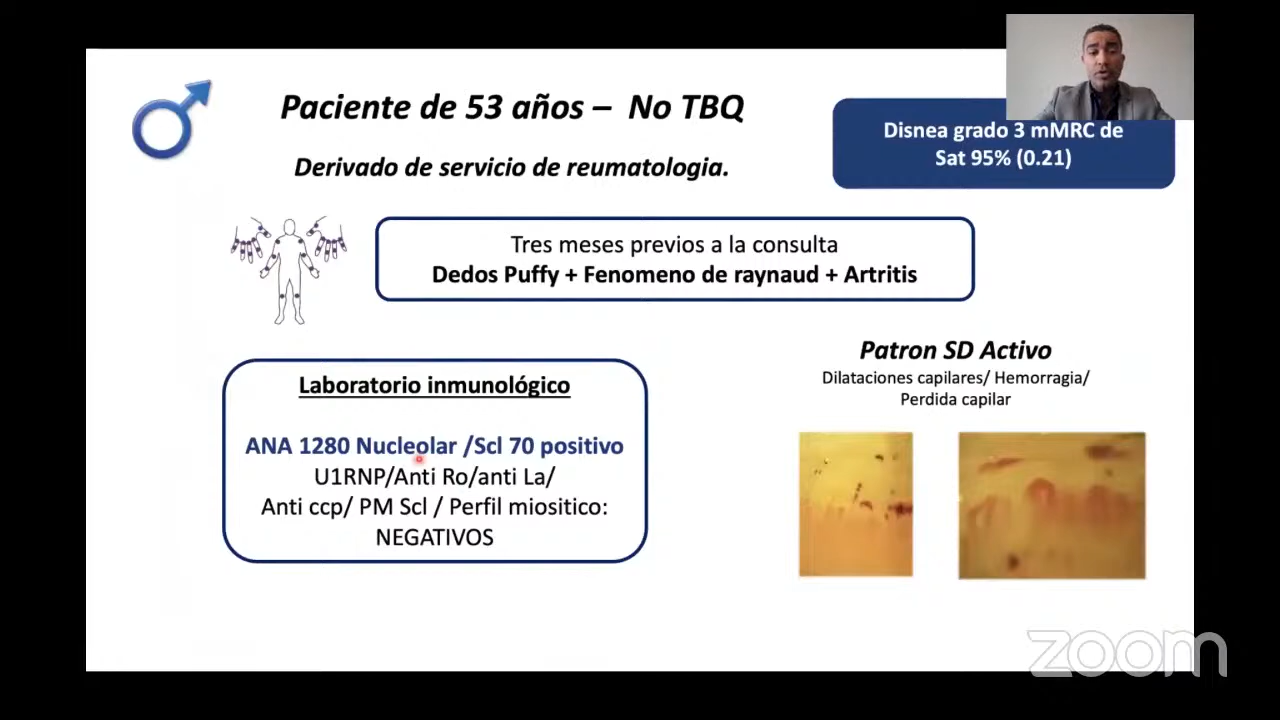 Paciente de 53 años – No TBQ
Derivado de servicio de reumatologia.
Disnea grado 3 mMRC de
Sat 95% (0.21)
Tres meses previos a la consulta
Dedos Puffy + Fenomeno de raynaud + Artritis
Laboratorio inmunológico
ANA 1280 Nucleolar /Scl 70 positivo
U1RNP/Anti Ro/anti La/
Anti ccp/ PM Scl / Perfil miositico:
NEGATIVOS
Patron SD Activo
Dilataciones capilares/ Hemorragia/
Perdida capilar
zoom